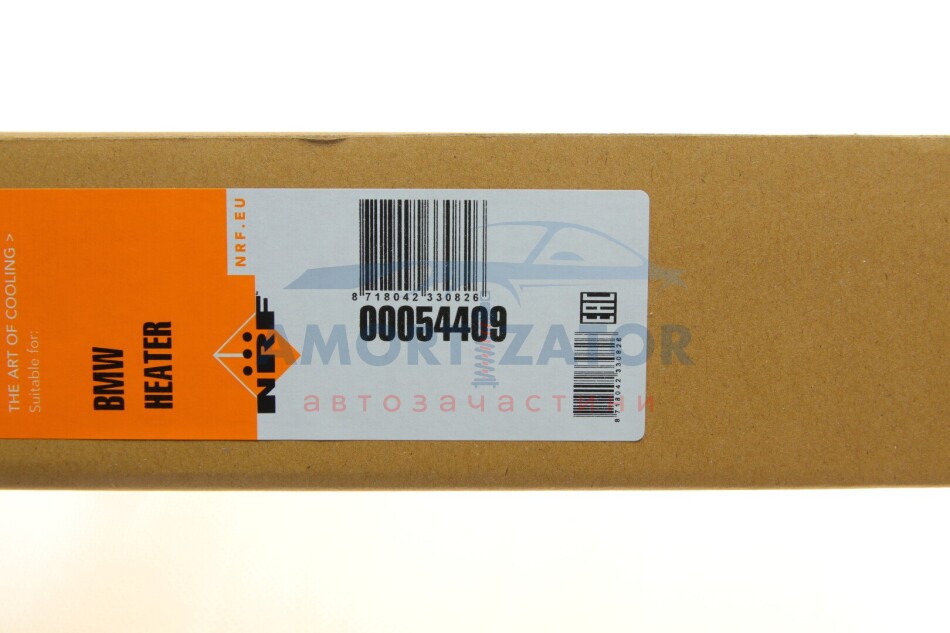 THE ART OF COOLING >
Suitable for:
BMW
HEATER
NRF.EU
NRF
8 718042 330826
00054409
EAC
8 718042 330826
AMORTIZATOR
автозачастини